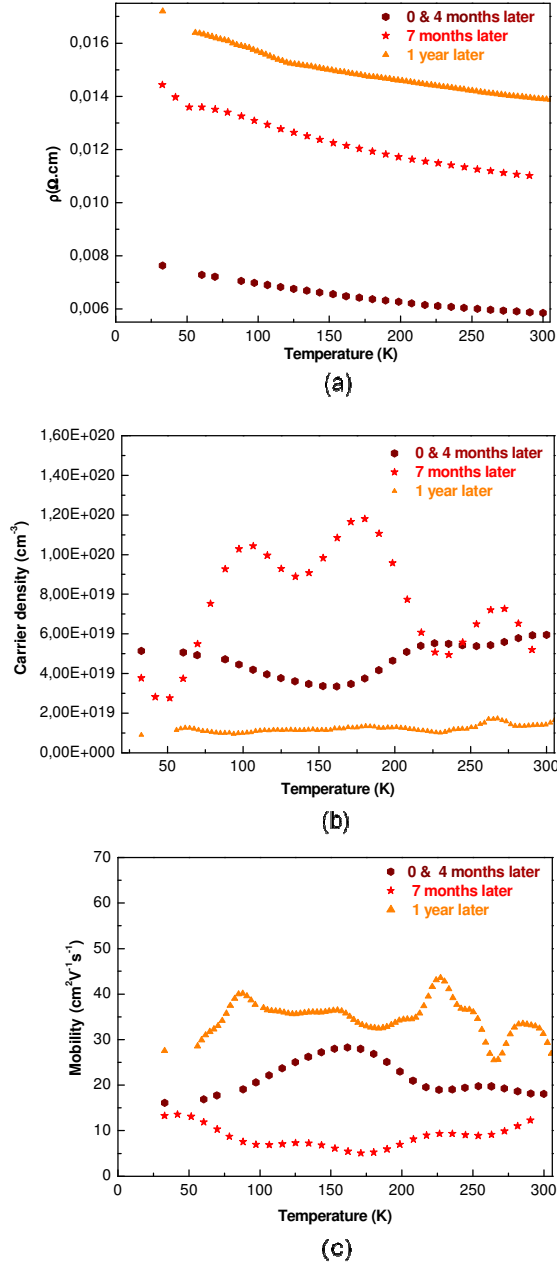 0 & 4 months later
7 months later
1 year later
0,016
0,014
0,012
0,010
0,008
0,006
ρ(Ω.cm)
0 50 100 150 200 250 300
Temperature (K)
(a)
1,60E+020
1,40E+020
1,20E+020
1,00E+020
8,00E+019
6,00E+019
4,00E+019
2,00E+019
0,00E+000
Carrier density (cm-3)
0 & 4 months later
7 months later
1 year later
50 100 150 200 250 300
Temperature (K)
(b)
70
60
50
40
30
20
10
0
Mobility (cm2V-1s-1)
0 & 4 months later
7 months later
1 year later
0 50 100 150 200 250 300
Temperature (K)
(c)